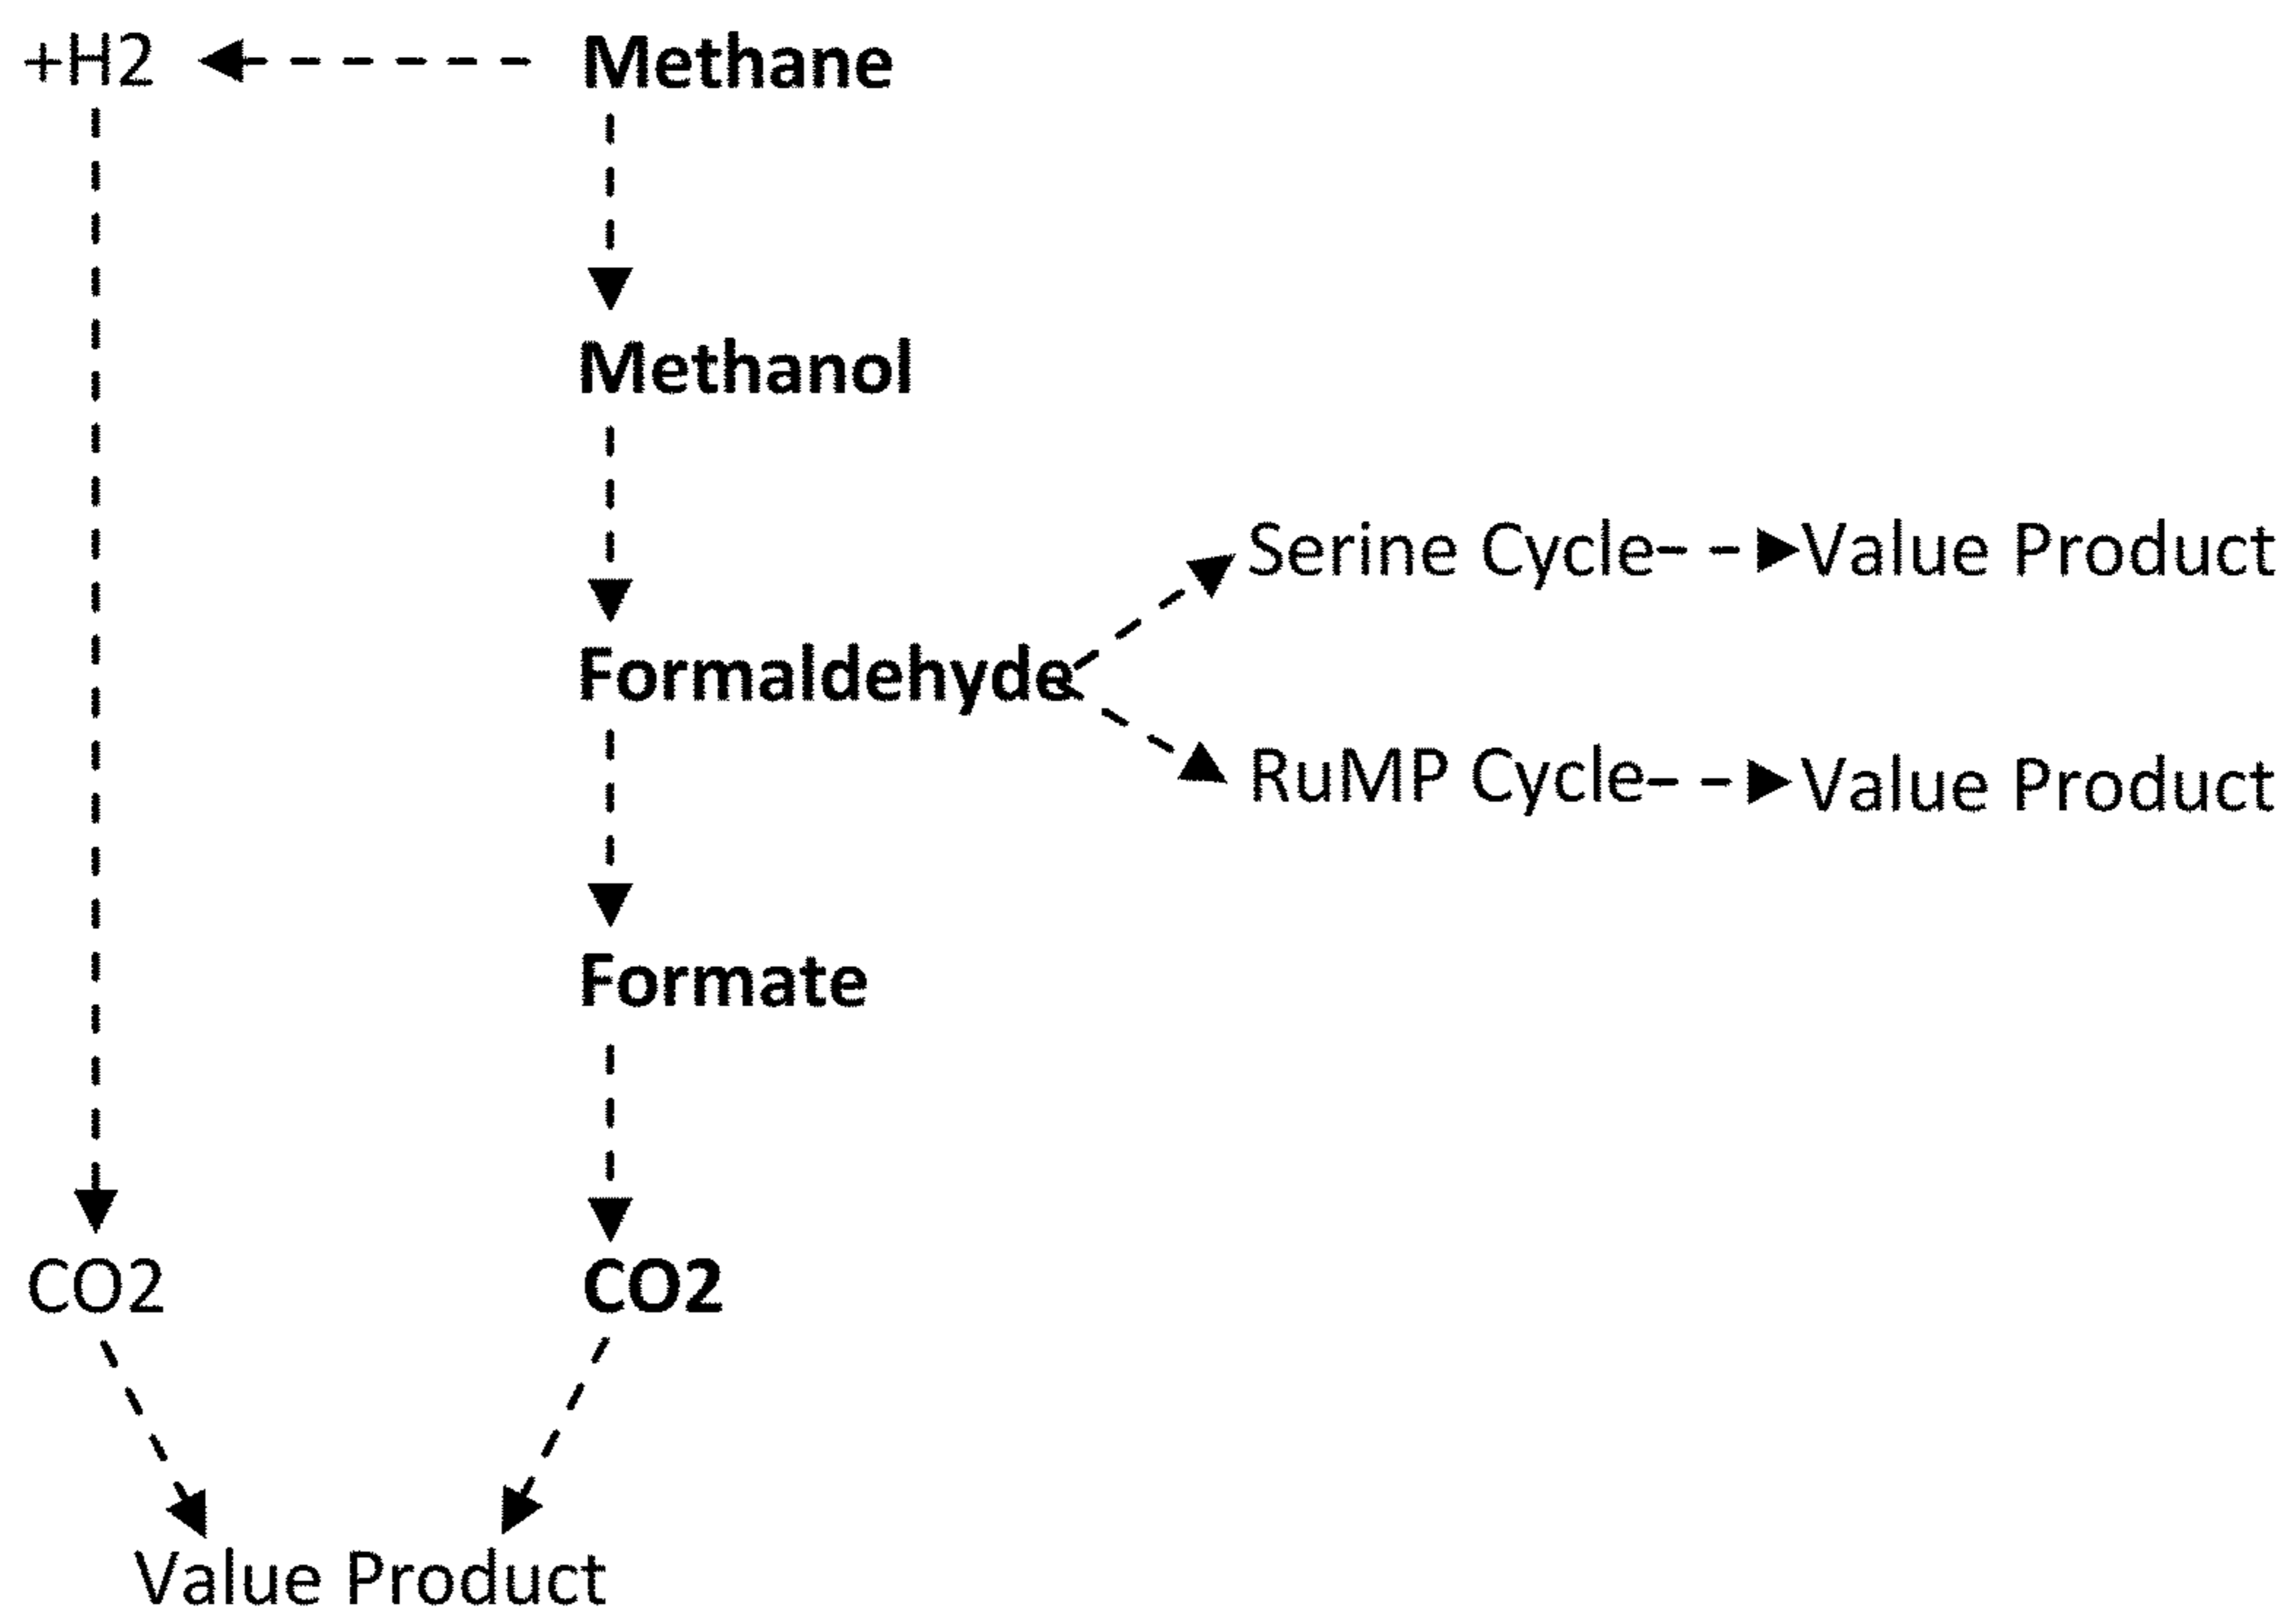 +H2
Methane
Methanol
Serine Cycle
Value Product
Formaldehyde
RuMP Cycle
Value Product
Formate
CO2
CO2
Value Product